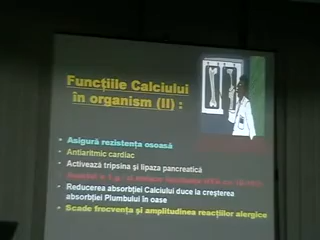 Funcțiile Calciului
în organism (II) :
Asigură rezistența osoasă
Antiaritmic cardiac
Activează tripsina și lipaza pancreatică
Reducerea absorbției Calciului duce la creșterea
absorbției Plumbului în oase
Scade frecvența și amplitudinea reacțiilor alergice